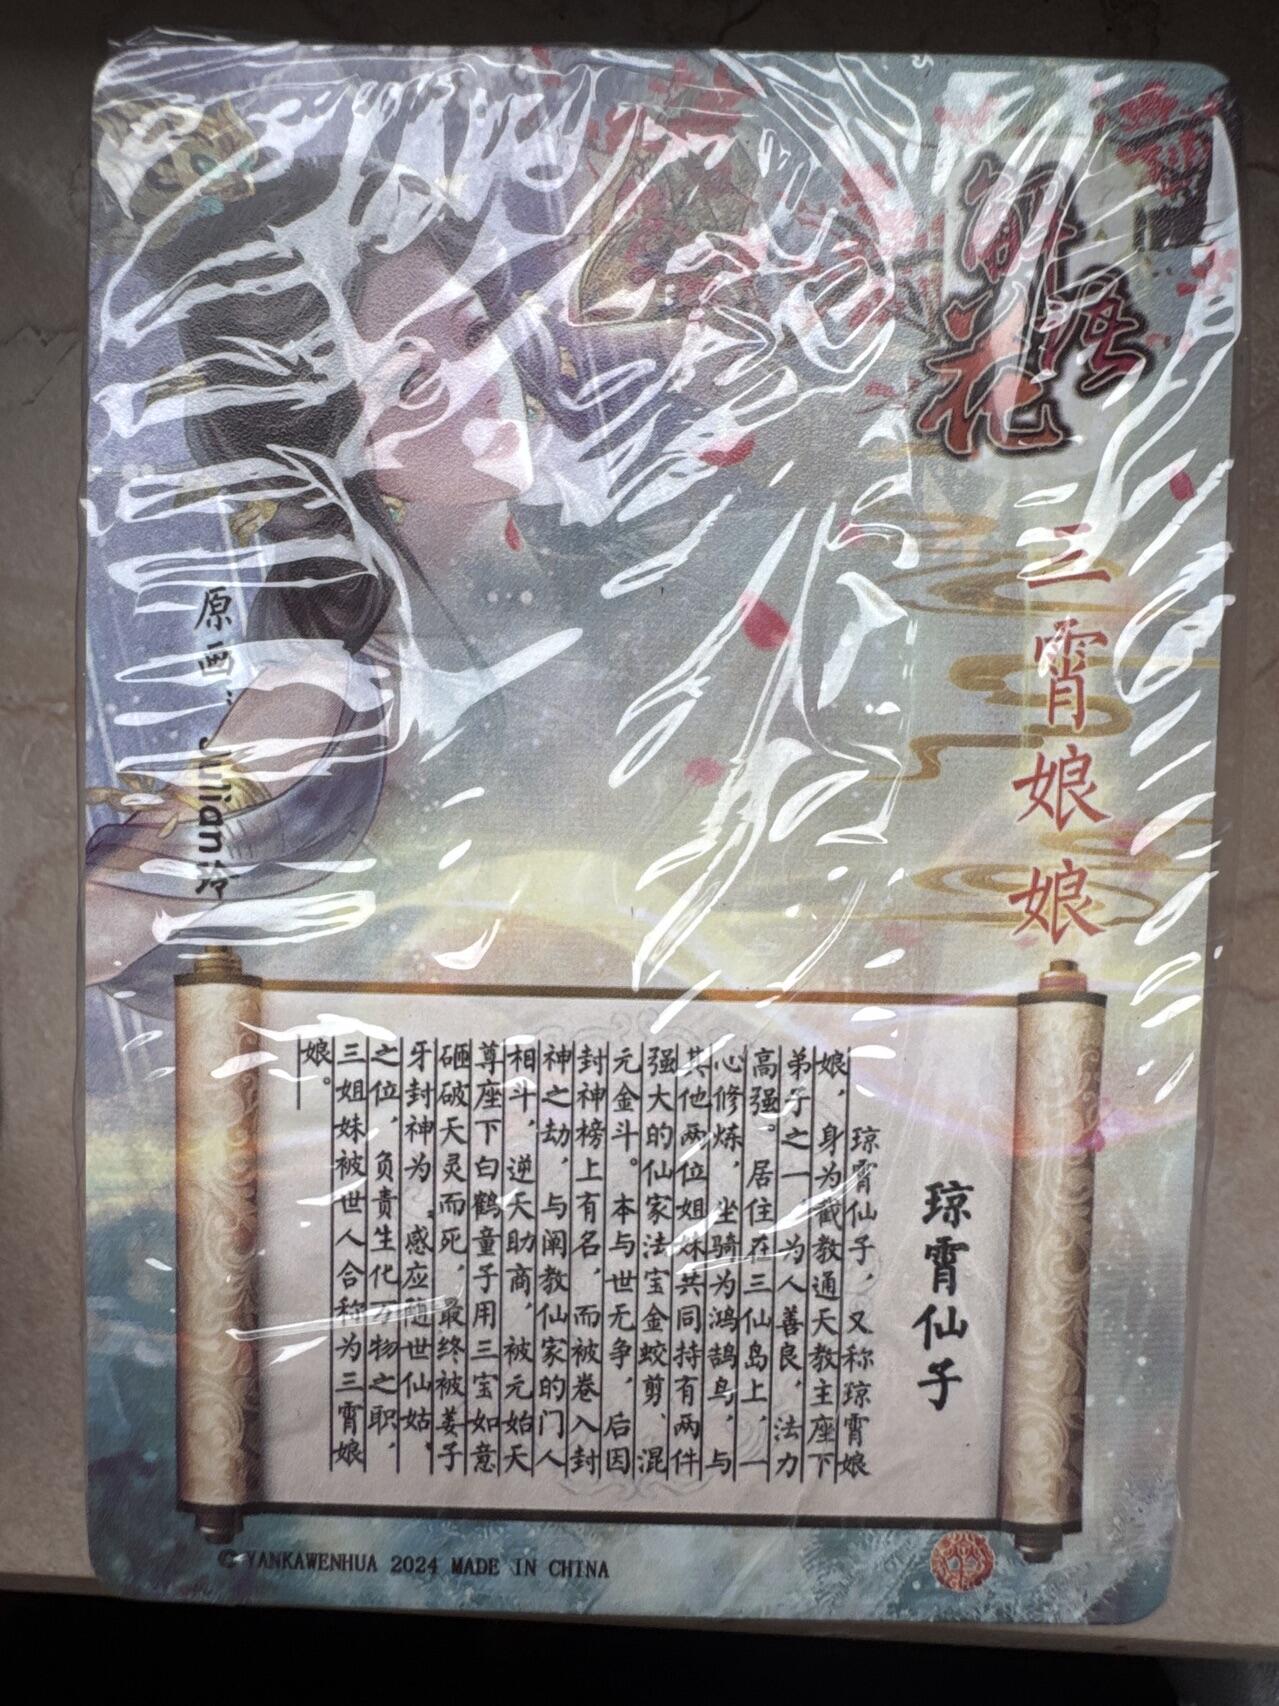 解语花
三霄娘娘
原画：Julian冷
琼霄仙子
琼霄仙子，又称琼霄娘
娘，身为截教通天教主座下
弟子之一，为人善良，法力
高强。居住在三仙岛上，一
心修炼，坐骑为鸿鹄鸟，与
其他两位姐妹共同持有两件
强大的仙家法宝金蛟剪、混
元金斗。本与世无争，后因
封神榜上有名，而被卷入封
神之劫，与阐教仙家的门人
相斗，逆天助商，被元始天
尊座下白鹤童子用三宝如意
砸破天灵而死，最终被姜子
牙封神为“感应随世仙姑”
之位，负责生化万物之职，
三姐妹被世人合称为三霄娘
娘。
© YANKAWENHUA 2024 MADE IN CHINA